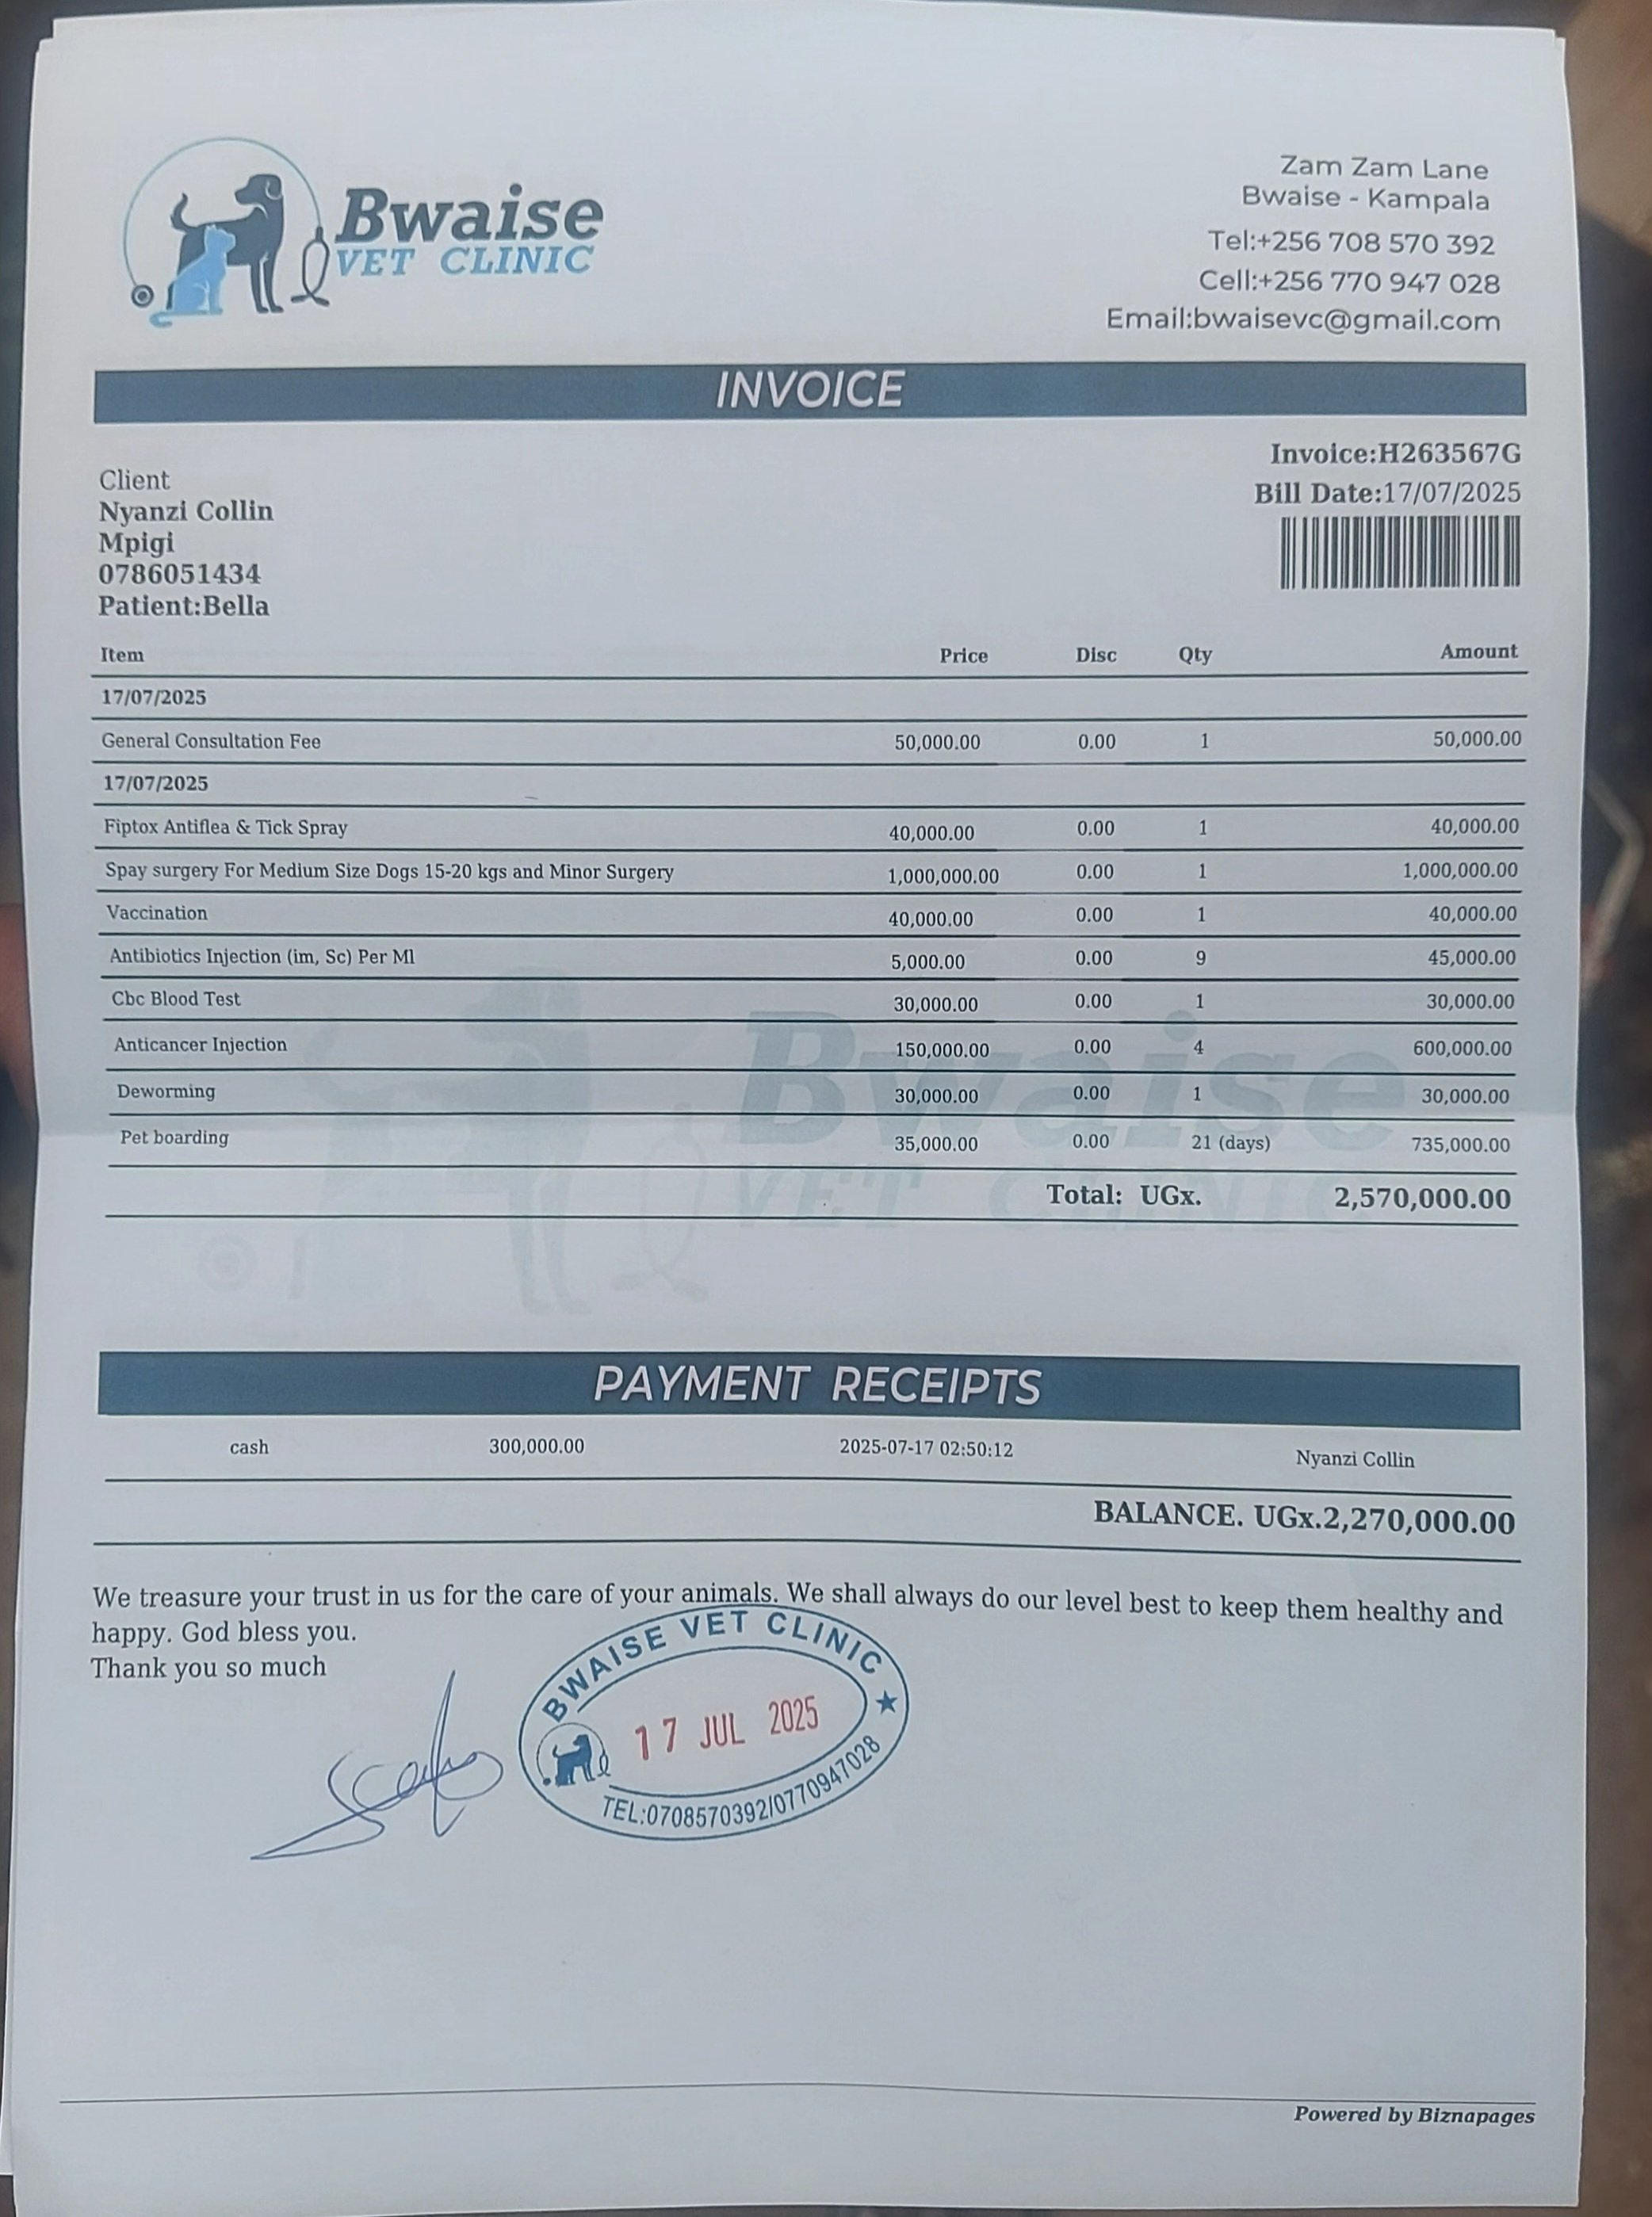 Bwaise
VET CLINIC
Zam Zam Lane
Bwaise - Kampala
Tel:+256 708 570 392
Cell:+256 770 947 028
Email:bwaisevc@gmail.com
INVOICE
Invoice:H263567G
Bill Date:17/07/2025
Client
Nyanzi Collin
Mpigi
0786051434
Patient:Bella
Item Price Disc Qty Amount
17/07/2025
General Consultation Fee 50,000.00 0.00 1 50,000.00
17/07/2025
Fiptox Antiflea & Tick Spray 40,000.00 0.00 1 40,000.00
Spay surgery For Medium Size Dogs 15-20 kgs and Minor Surgery 1,000,000.00 0.00 1 1,000,000.00
Vaccination 40,000.00 0.00 1 40,000.00
Antibiotics Injection (im, Sc) Per Ml 5,000.00 0.00 9 45,000.00
Cbc Blood Test 30,000.00 0.00 1 30,000.00
Anticancer Injection 150,000.00 0.00 4 600,000.00
Deworming 30,000.00 0.00 1 30,000.00
Pet boarding 35,000.00 0.00 21 (days) 735,000.00
Total: UGx. 2,570,000.00
Bwaise
VET CLINIC
PAYMENT RECEIPTS
cash 300,000.00 2025-07-17 02:50:12 Nyanzi Collin
BALANCE. UGx.2,270,000.00
We treasure your trust in us for the care of your animals. We shall always do our level best to keep them healthy and
happy. God bless you.
Thank you so much
BWAISE VET CLINIC ★
17 JUL 2025
TEL:0708570392/0770947028
Powered by Biznapages